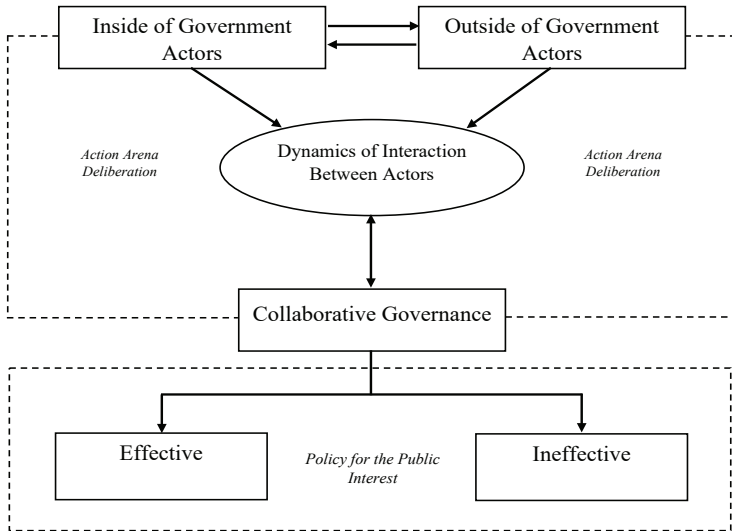 Inside of Government
Actors
Outside of Government
Actors
Action Arena
Deliberation
Dynamics of Interaction
Between Actors
Action Arena
Deliberation
Collaborative Governance
Effective
Policy for the Public
Interest
Ineffective